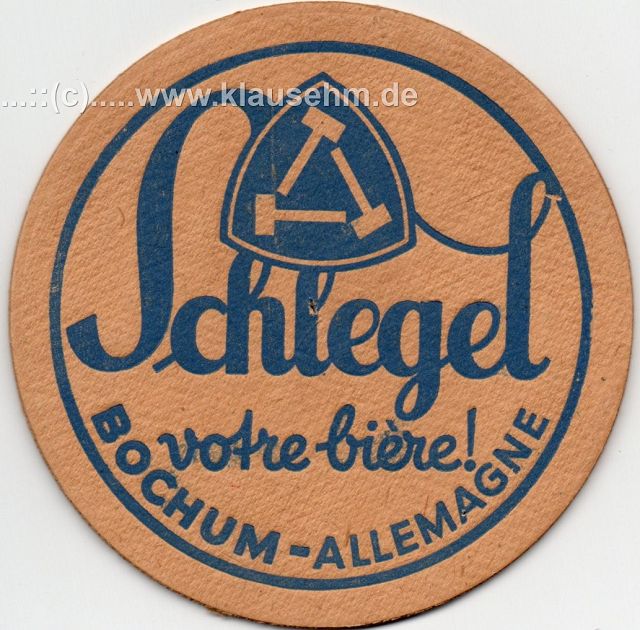 ...::(c).....www.klausehm.de
Schlegel
votre bière!
BOCHUM-ALLEMAGNE